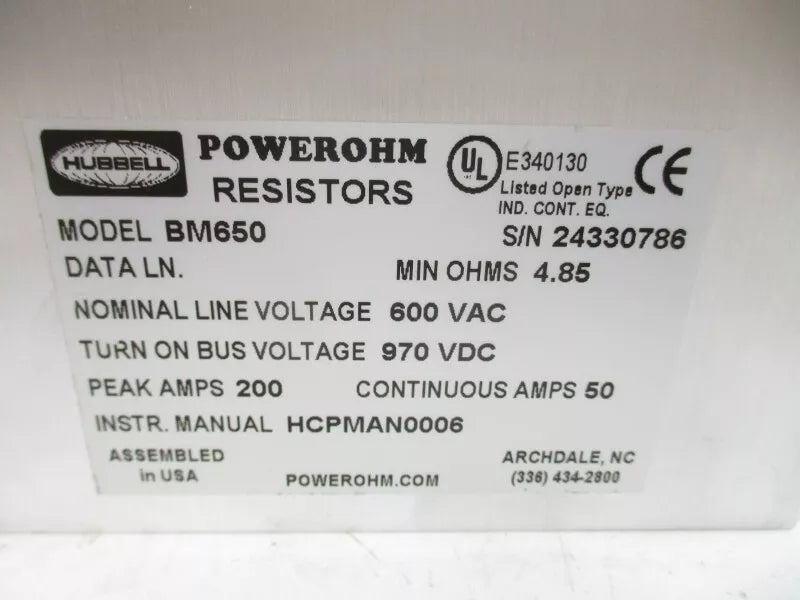 HUBBELL
POWEROHM
RESISTORS
UL E340130 CE
Listed Open Type
IND. CONT. EQ.
MODEL BM650 S/N 24330786
DATA LN. MIN OHMS 4.85
NOMINAL LINE VOLTAGE 600 VAC
TURN ON BUS VOLTAGE 970 VDC
PEAK AMPS 200 CONTINUOUS AMPS 50
INSTR. MANUAL HCPMAN0006
ASSEMBLED
in USA
POWEROHM.COM
ARCHDALE, NC
(336) 434-2800